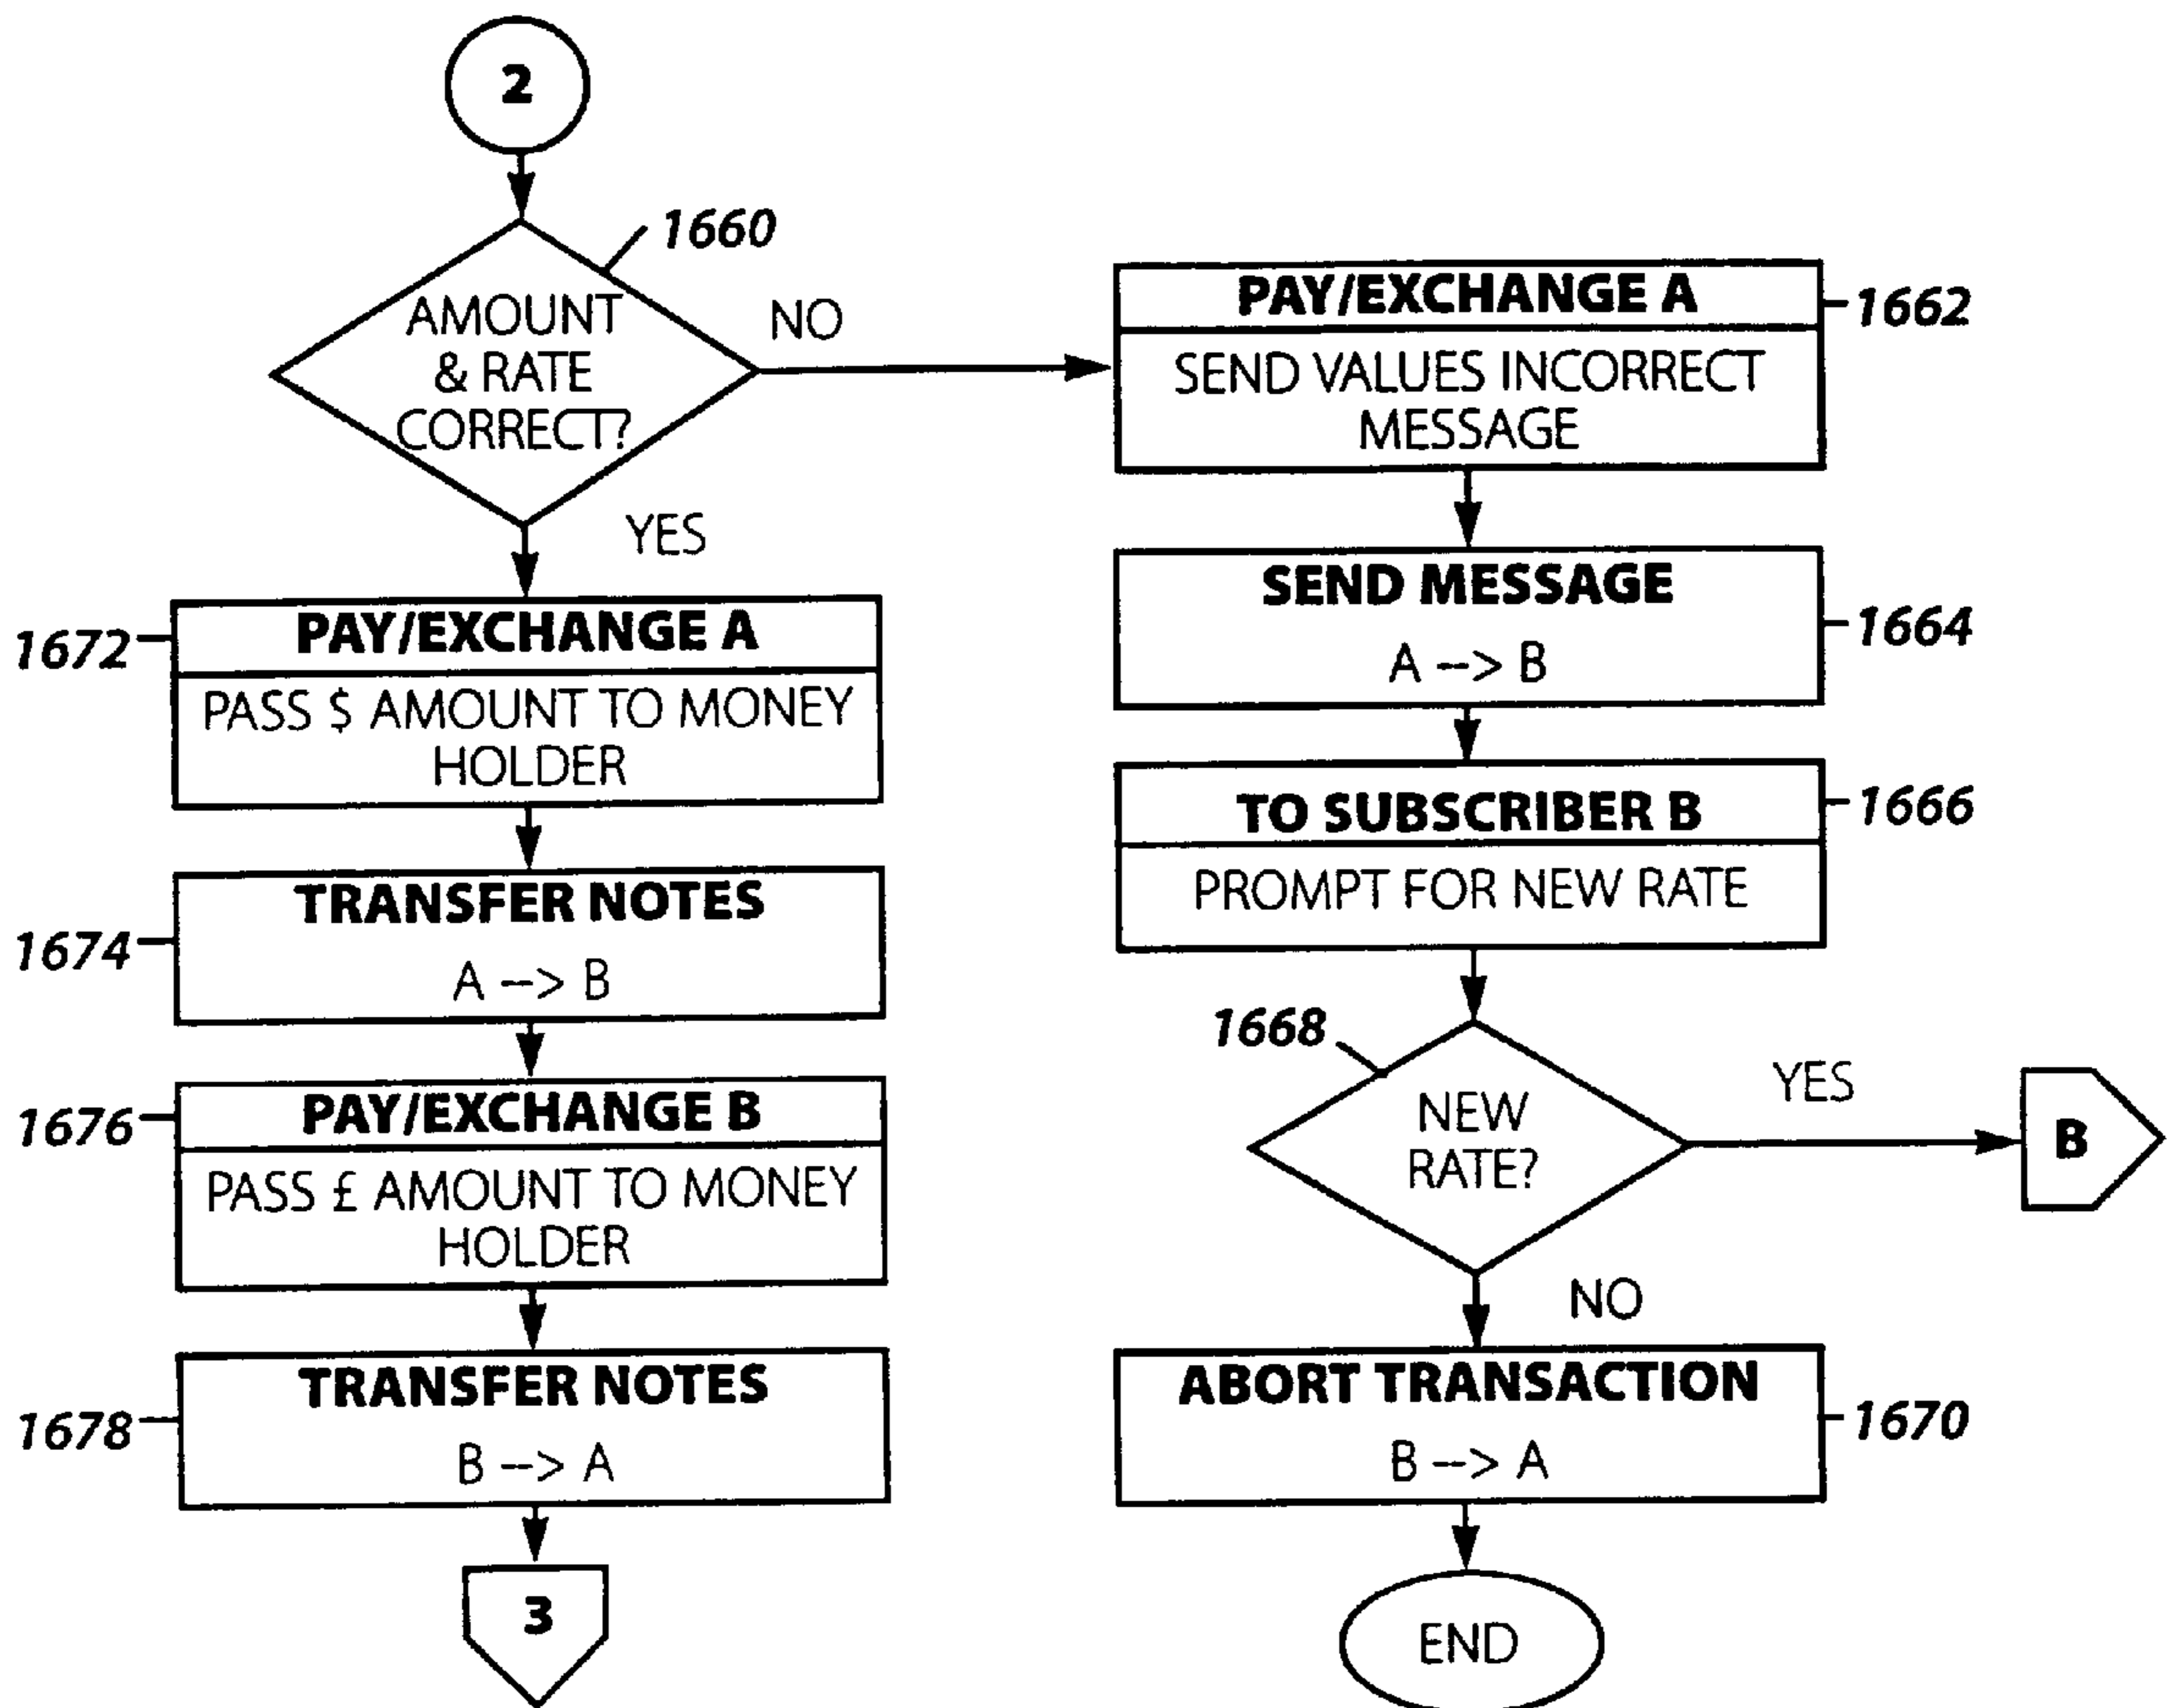 2
1660
AMOUNT
& RATE
CORRECT?
NO
YES
PAY/EXCHANGE A
1662
SEND VALUES INCORRECT
MESSAGE
SEND MESSAGE
1664
A --> B
TO SUBSCRIBER B
1666
PROMPT FOR NEW RATE
1668
NEW
RATE?
YES
B
NO
ABORT TRANSACTION
1670
B --> A
END
1672
PAY/EXCHANGE A
PASS $ AMOUNT TO MONEY
HOLDER
TRANSFER NOTES
1674
A --> B
1676
PAY/EXCHANGE B
PASS £ AMOUNT TO MONEY
HOLDER
TRANSFER NOTES
1678
B --> A
3